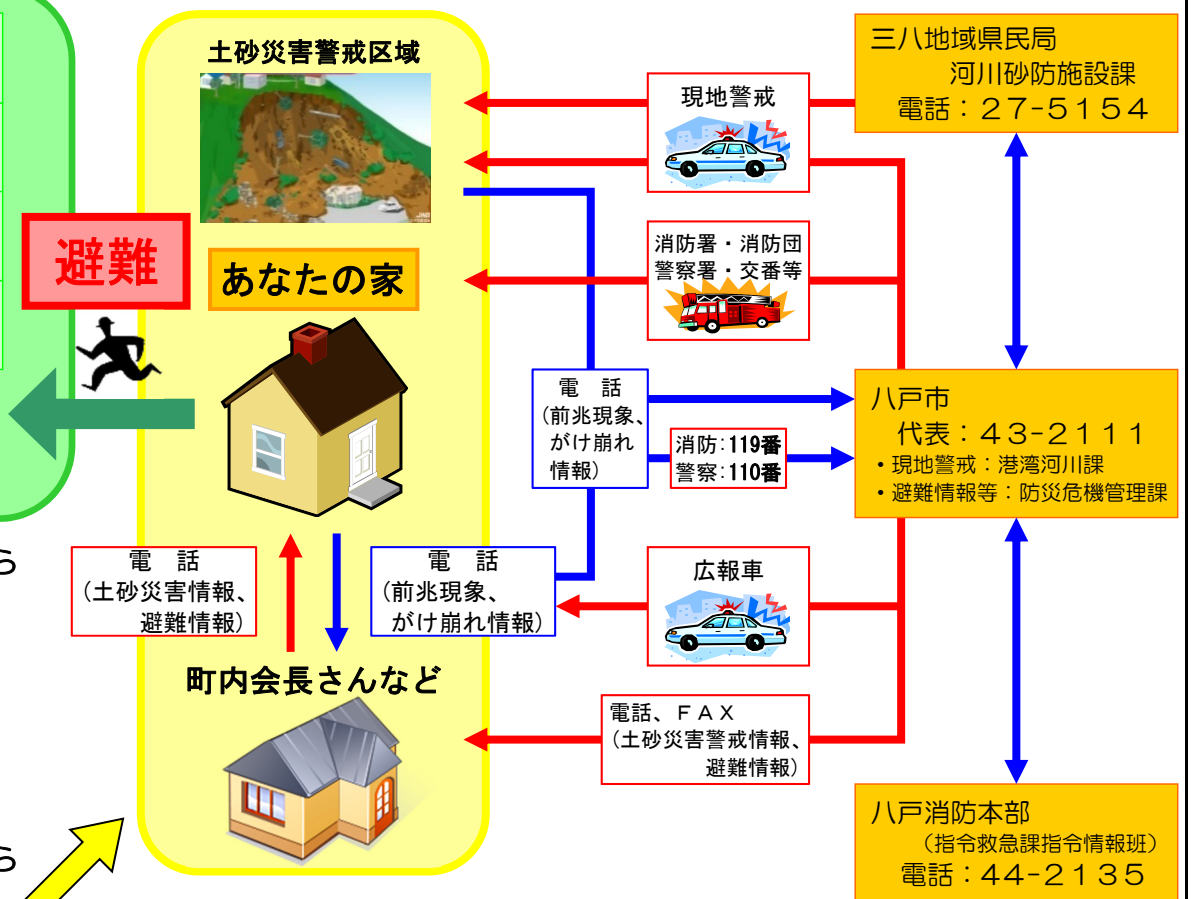 土砂災害警戒区域
避難
あなたの家
電　話
(土砂災害情報、
避難情報)
電　話
(前兆現象、
がけ崩れ情報)
町内会長さんなど
現地警戒
消防署・消防団
警察署・交番等
電　話
(前兆現象、
がけ崩れ
情報)
消防：119番
警察：110番
広報車
電話、ＦＡＸ
(土砂災害警戒情報、
避難情報)
三八地域県民局
河川砂防施設課
電話：２７-５１５４
八戸市
代表：４３-２１１１
・現地警戒：港湾河川課
・避難情報等：防災危機管理課
八戸消防本部
（指令救急課指令情報班）
電話：４４-２１３５
ら
ら